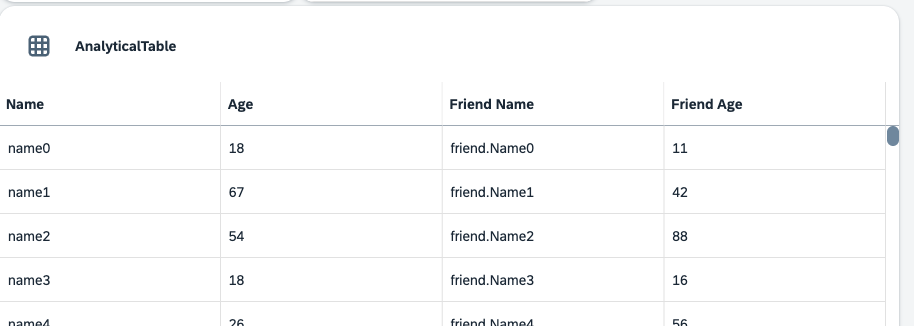 AnalyticalTable
Name Age Friend Name Friend Age
name0 18 friend.Name0 11
name1 67 friend.Name1 42
name2 54 friend.Name2 88
name3 18 friend.Name3 16
name4 26 friend.Name4 56